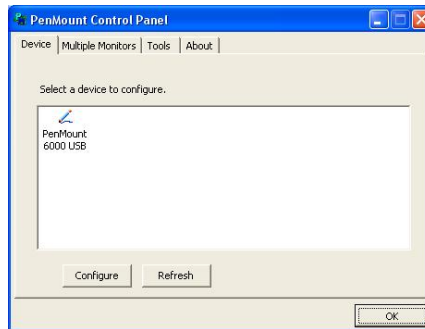 PenMount Control Panel
Device Multiple Monitors Tools About
Select a device to configure.
PenMount
6000 USB
Configure Refresh
OK